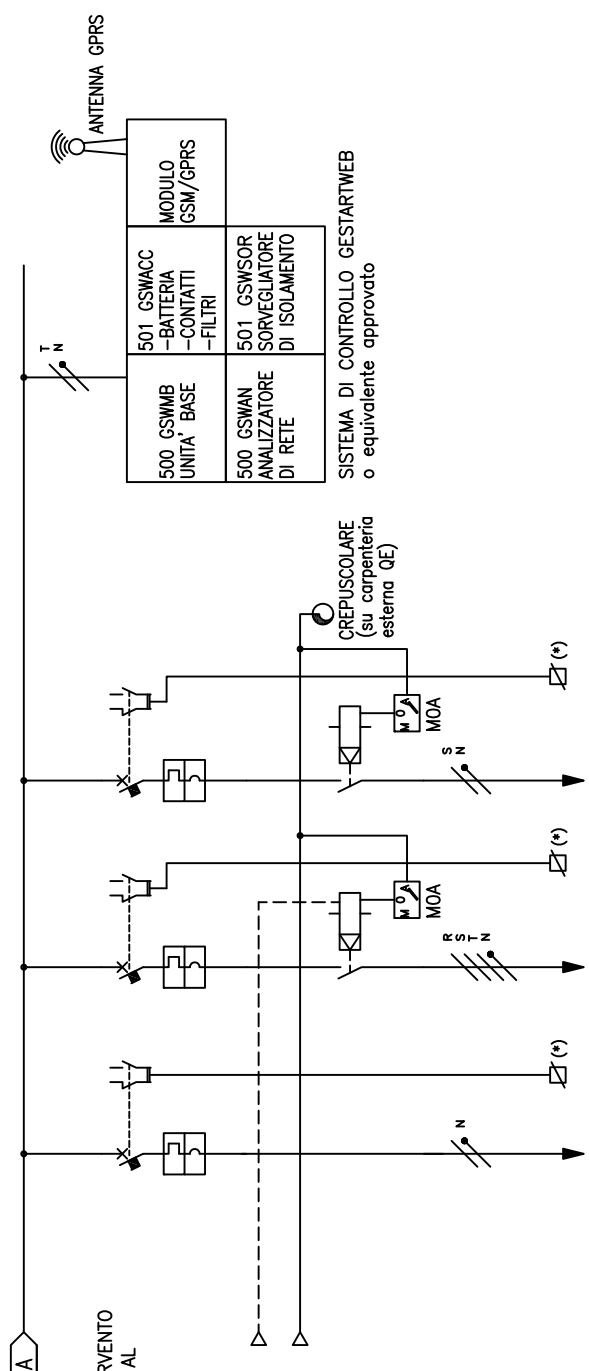 A
RVENTO
AL
T
N
ANTENNA GPRS
500 GSWMB
UNITA' BASE
501 GSWACC
-BATTERIA
-CONTATTI
-FILTRI
MODULO
GSM/GPRS
500 GSWAN
ANALIZZATORE
DI RETE
501 GSWSOR
SORVEGLIATORE
DI ISOLAMENTO
SISTEMA DI CONTROLLO GESTARTWEB
o equivalente approvato
CREPUSCOLARE
(su carpenteria
esterna QE)
M O A
MOA
M O A
MOA
N
(*)
R
S
T
N
(*)
S
N
(*)